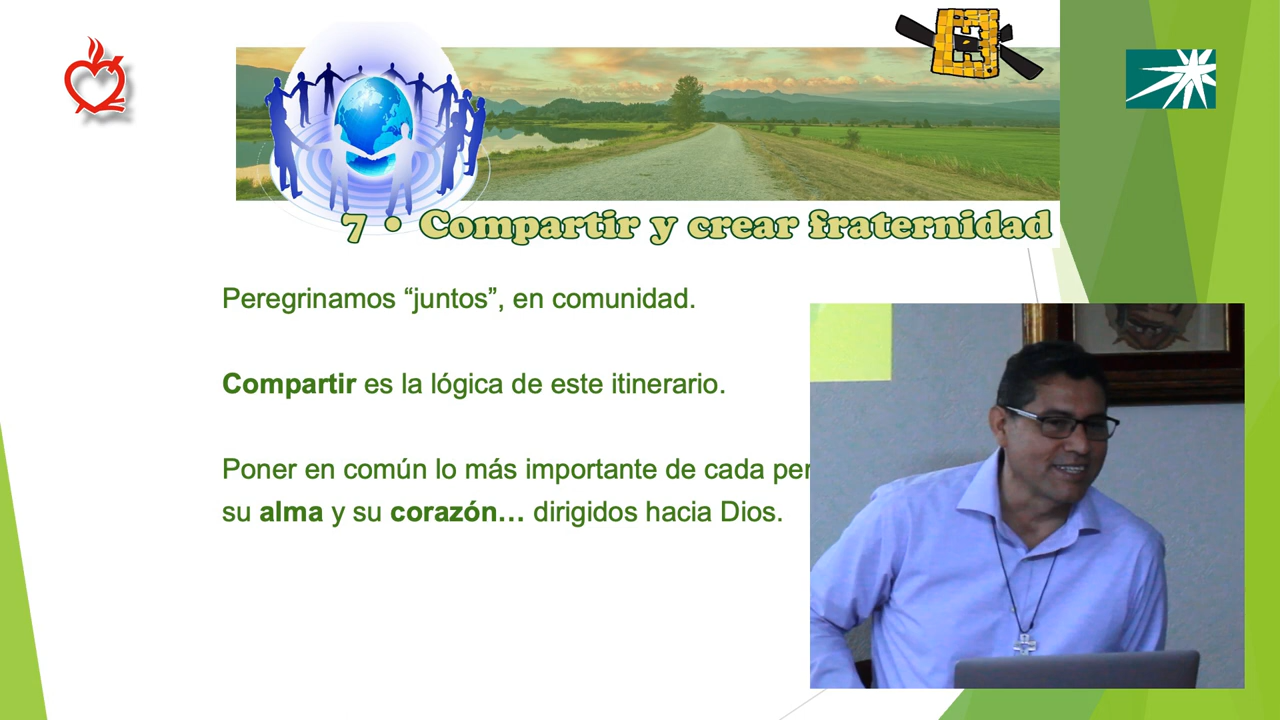 7 • Compartir y crear fraternidad
Peregrinamos “juntos”, en comunidad.
Compartir es la lógica de este itinerario.
Poner en común lo más importante de cada per
su alma y su corazón… dirigidos hacia Dios.